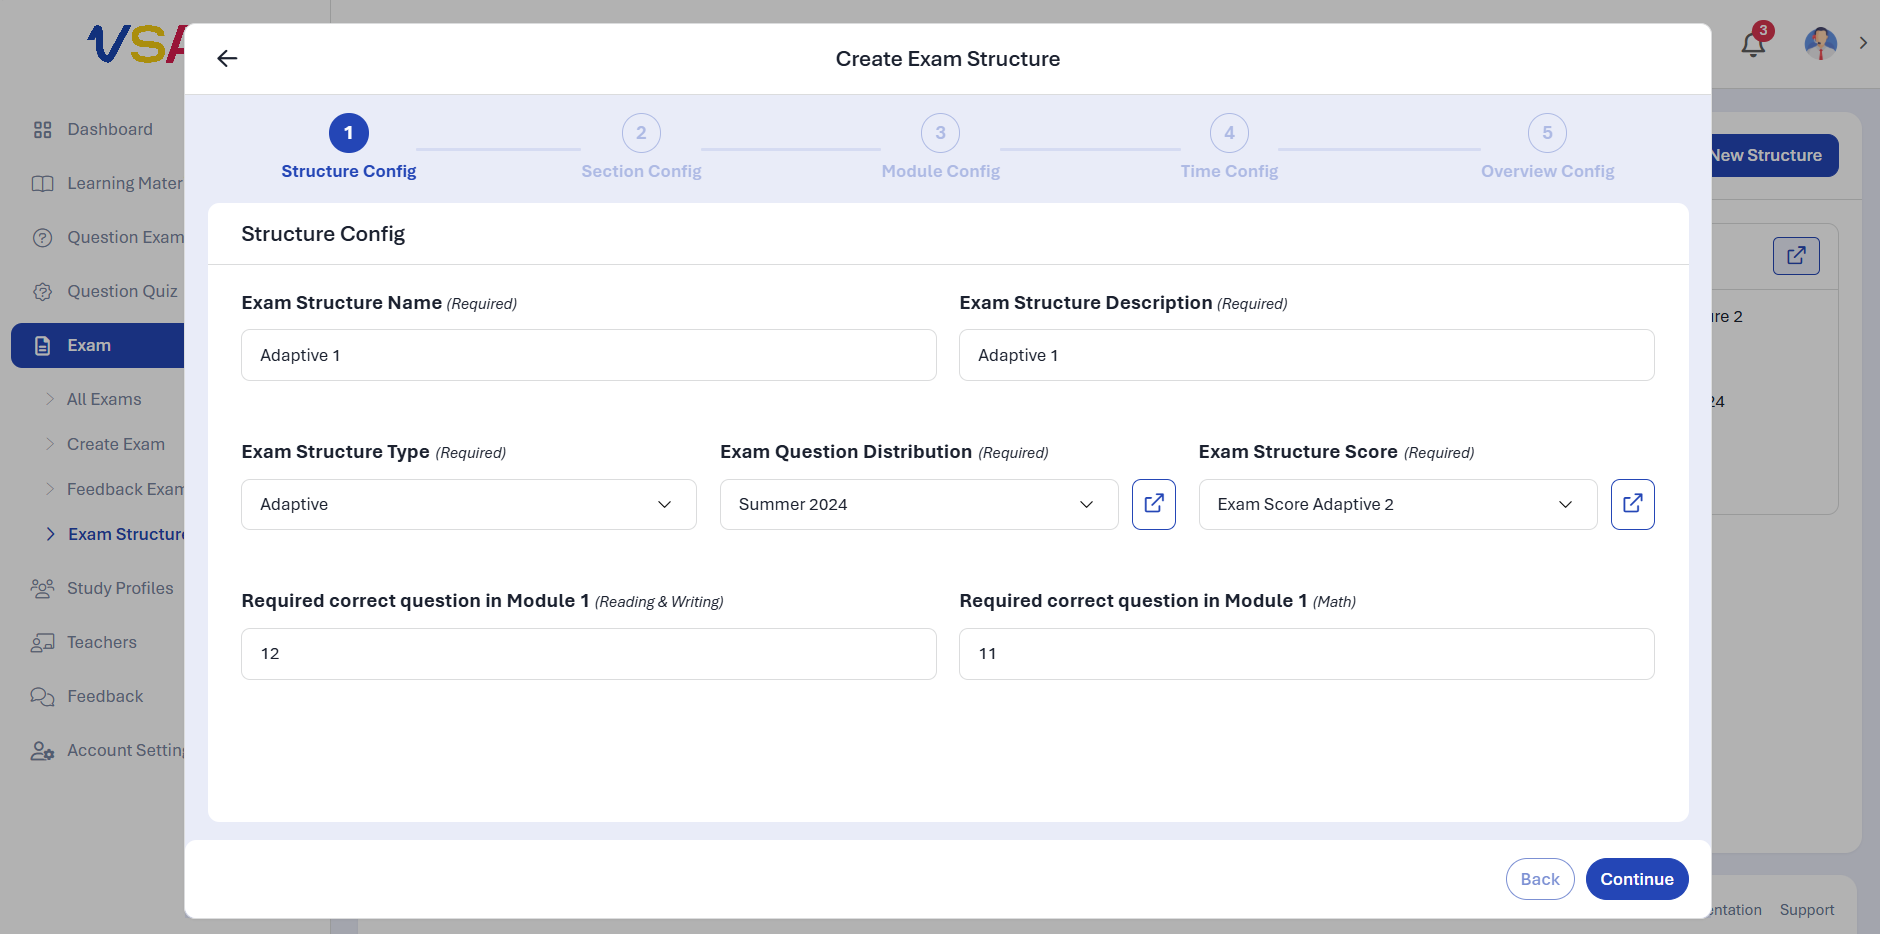 VSA
3
Create Exam Structure
1
2
3
4
5
Structure Config
Section Config
Module Config
Time Config
Overview Config
Dashboard
Learning Mater
Question Exam
Question Quiz
Exam
All Exams
Create Exam
Feedback Exam
Exam Structure
Study Profiles
Teachers
Feedback
Account Setting
Structure Config
Exam Structure Name (Required)
Adaptive 1
Exam Structure Description (Required)
Adaptive 1
Exam Structure Type (Required)
Adaptive
Exam Question Distribution (Required)
Summer 2024
Exam Structure Score (Required)
Exam Score Adaptive 2
Required correct question in Module 1 (Reading & Writing)
12
Required correct question in Module 1 (Math)
11
Back
Continue
New Structure
ure 2
24
entation
Support